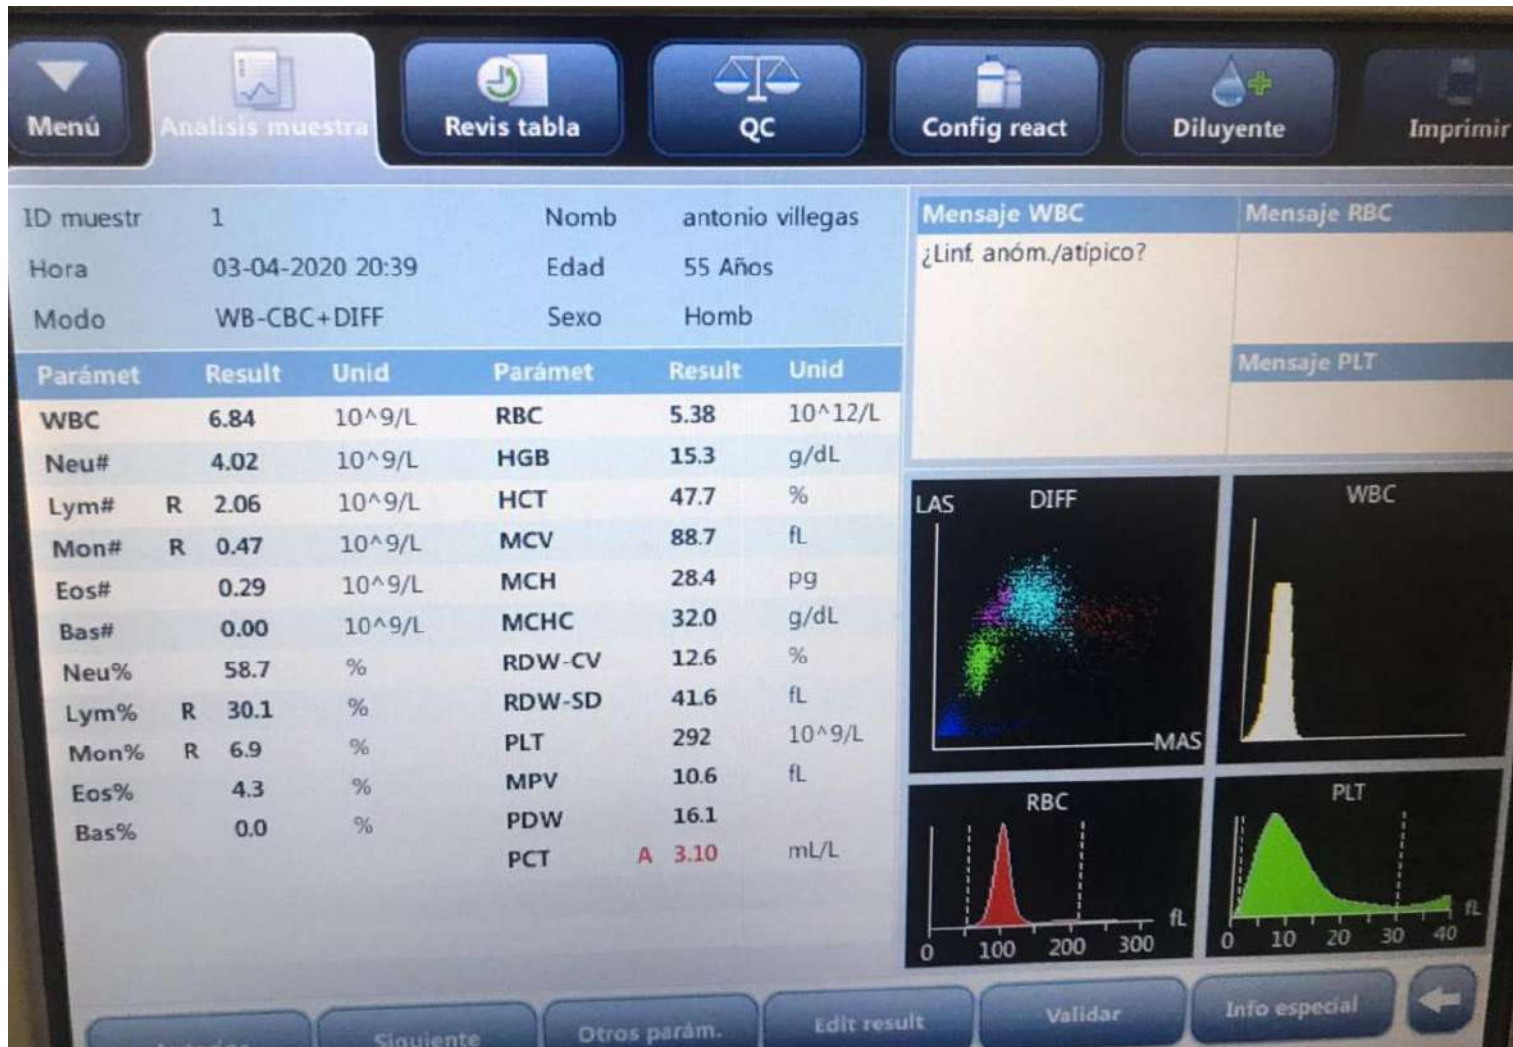 Menú
Análisis muestra
Revis tabla
QC
Config react
Diluyente
Imprimir
ID muestr 1 Nomb antonio villegas
Hora 03-04-2020 20:39 Edad 55 Años
Modo WB-CBC+DIFF Sexo Homb
Parámet Result Unid Parámet Result Unid
WBC 6.84 10^9/L RBC 5.38 10^12/L
Neu# 4.02 10^9/L HGB 15.3 g/dL
Lym# R 2.06 10^9/L HCT 47.7 %
Mon# R 0.47 10^9/L MCV 88.7 fL
Eos# 0.29 10^9/L MCH 28.4 pg
Bas# 0.00 10^9/L MCHC 32.0 g/dL
Neu% 58.7 % RDW-CV 12.6 %
Lym% R 30.1 % RDW-SD 41.6 fL
Mon% R 6.9 % PLT 292 10^9/L
Eos% 4.3 % MPV 10.6 fL
Bas% 0.0 % PDW 16.1
PCT A 3.10 mL/L
Mensaje WBC
¿Linf. anóm./atípico?
Mensaje RBC
Mensaje PLT
LAS DIFF
MAS
WBC
RBC
fL
0 100 200 300
PLT
fL
0 10 20 30 40
Siguiente
Otros parám.
Edit result
Validar
Info especial